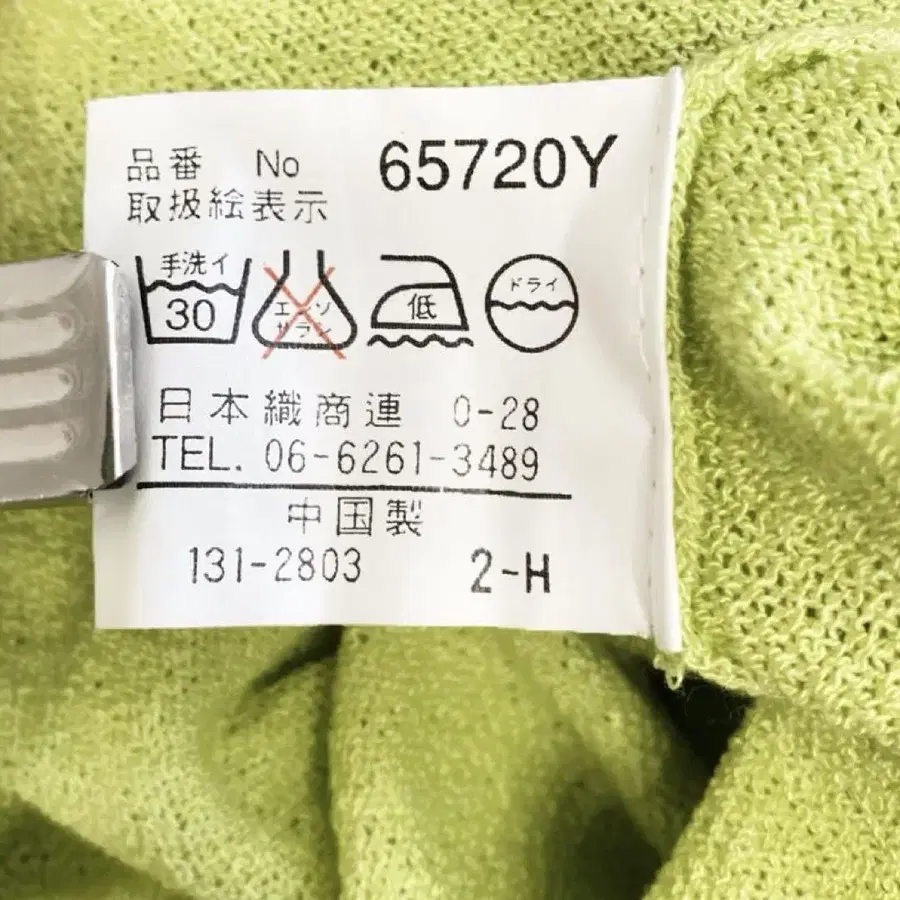 品番 No 65720Y
取扱絵表示
手洗イ
30
エンソ
サラシ
低
ドライ
日本織商連 0-28
TEL. 06-6261-3489
中国製
131-2803 2-H